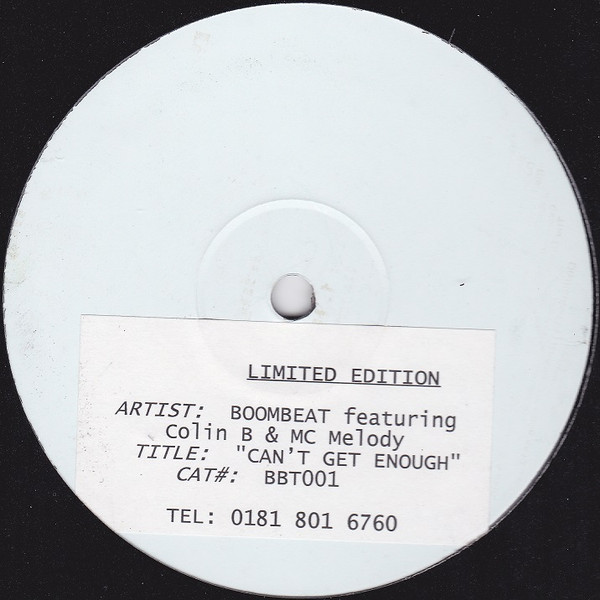 LIMITED EDITION
ARTIST: BOOMBEAT featuring
Colin B & MC Melody
TITLE: "CAN'T GET ENOUGH"
CAT#: BBT001
TEL: 0181 801 6760